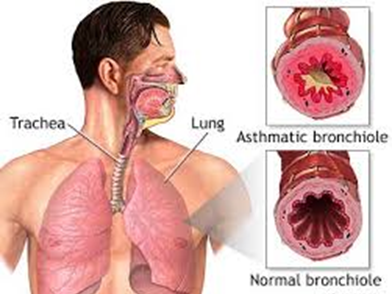 Trachea
Lung
Asthmatic bronchiole
Normal bronchiole